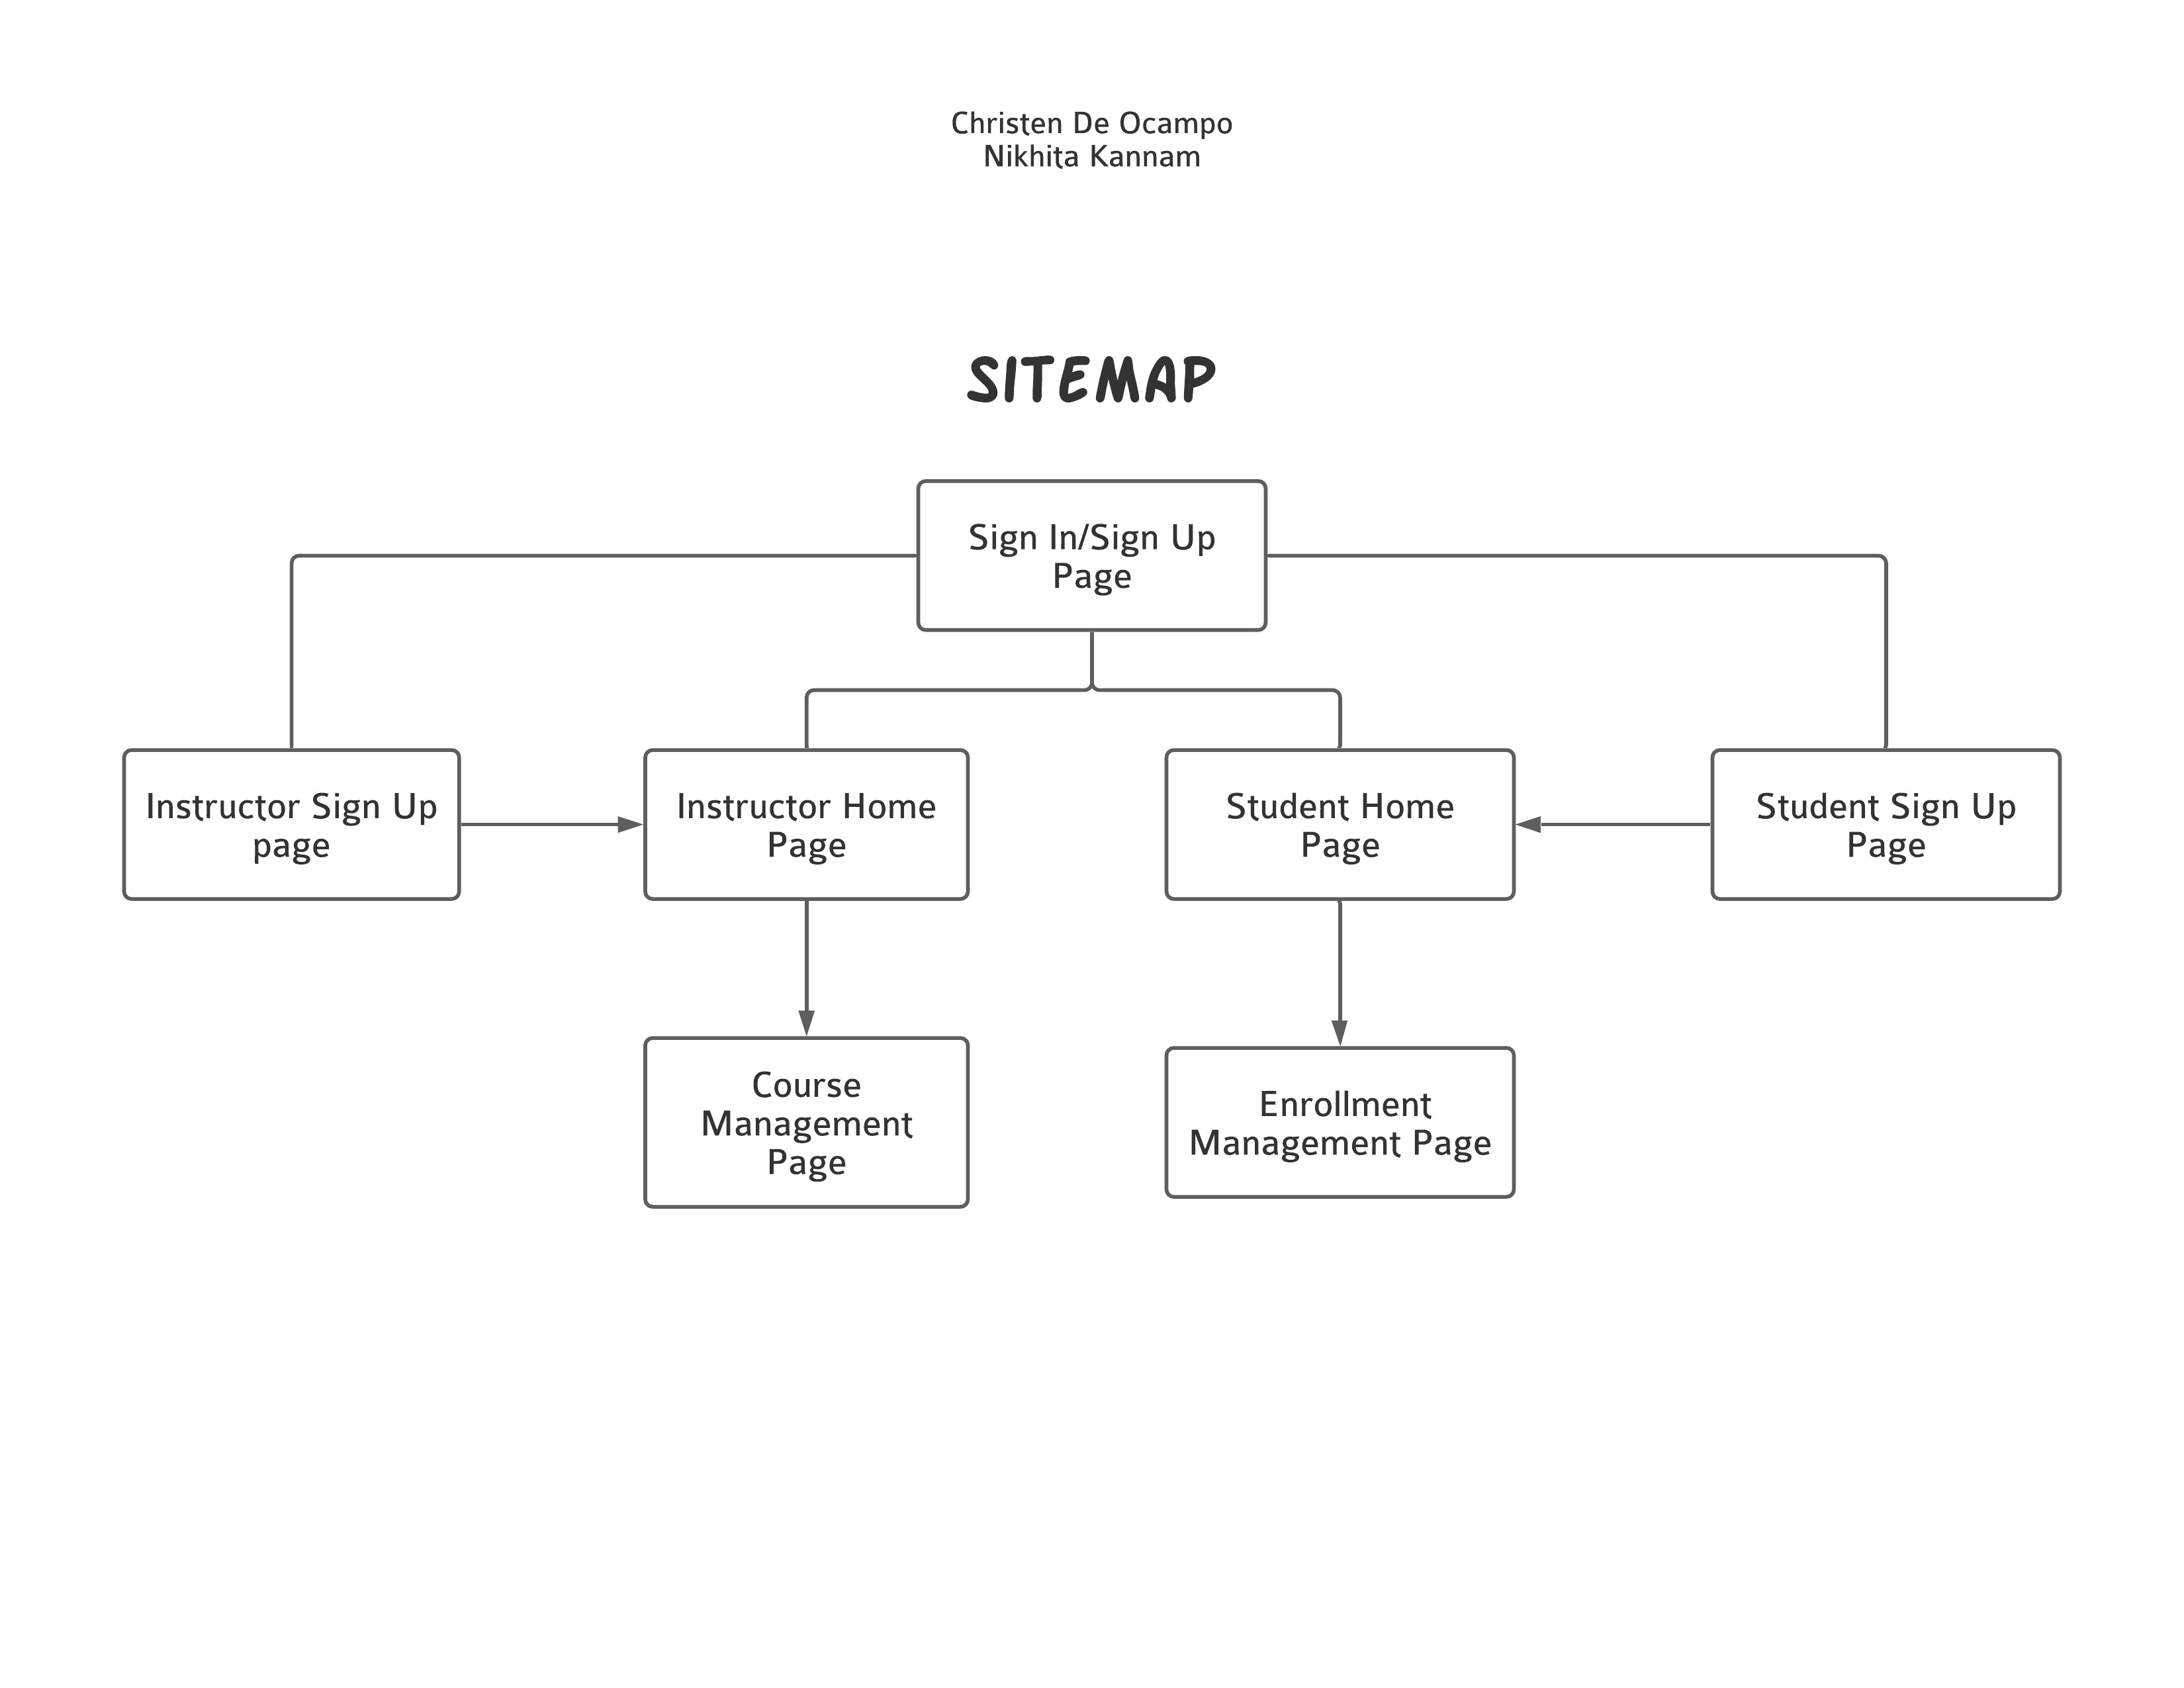 Christen De Ocampo
Nikhita Kannam
SITEMAP
Sign In/Sign Up
Page
Instructor Sign Up
page
Instructor Home
Page
Student Home
Page
Student Sign Up
Page
Course
Management
Page
Enrollment
Management Page